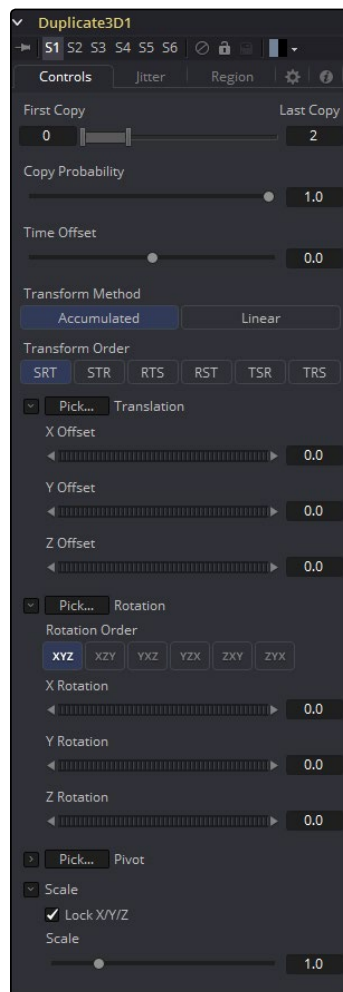 Duplicate3D1
S1 S2 S3 S4 S5 S6
Controls Jitter Region
First Copy Last Copy
0 2
Copy Probability
1.0
Time Offset
0.0
Transform Method
Accumulated Linear
Transform Order
SRT STR RTS RST TSR TRS
Pick... Translation
X Offset
0.0
Y Offset
0.0
Z Offset
0.0
Pick... Rotation
Rotation Order
XYZ XZY YXZ YZX ZXY ZYX
X Rotation
0.0
Y Rotation
0.0
Z Rotation
0.0
Pick... Pivot
Scale
Lock X/Y/Z
Scale
1.0